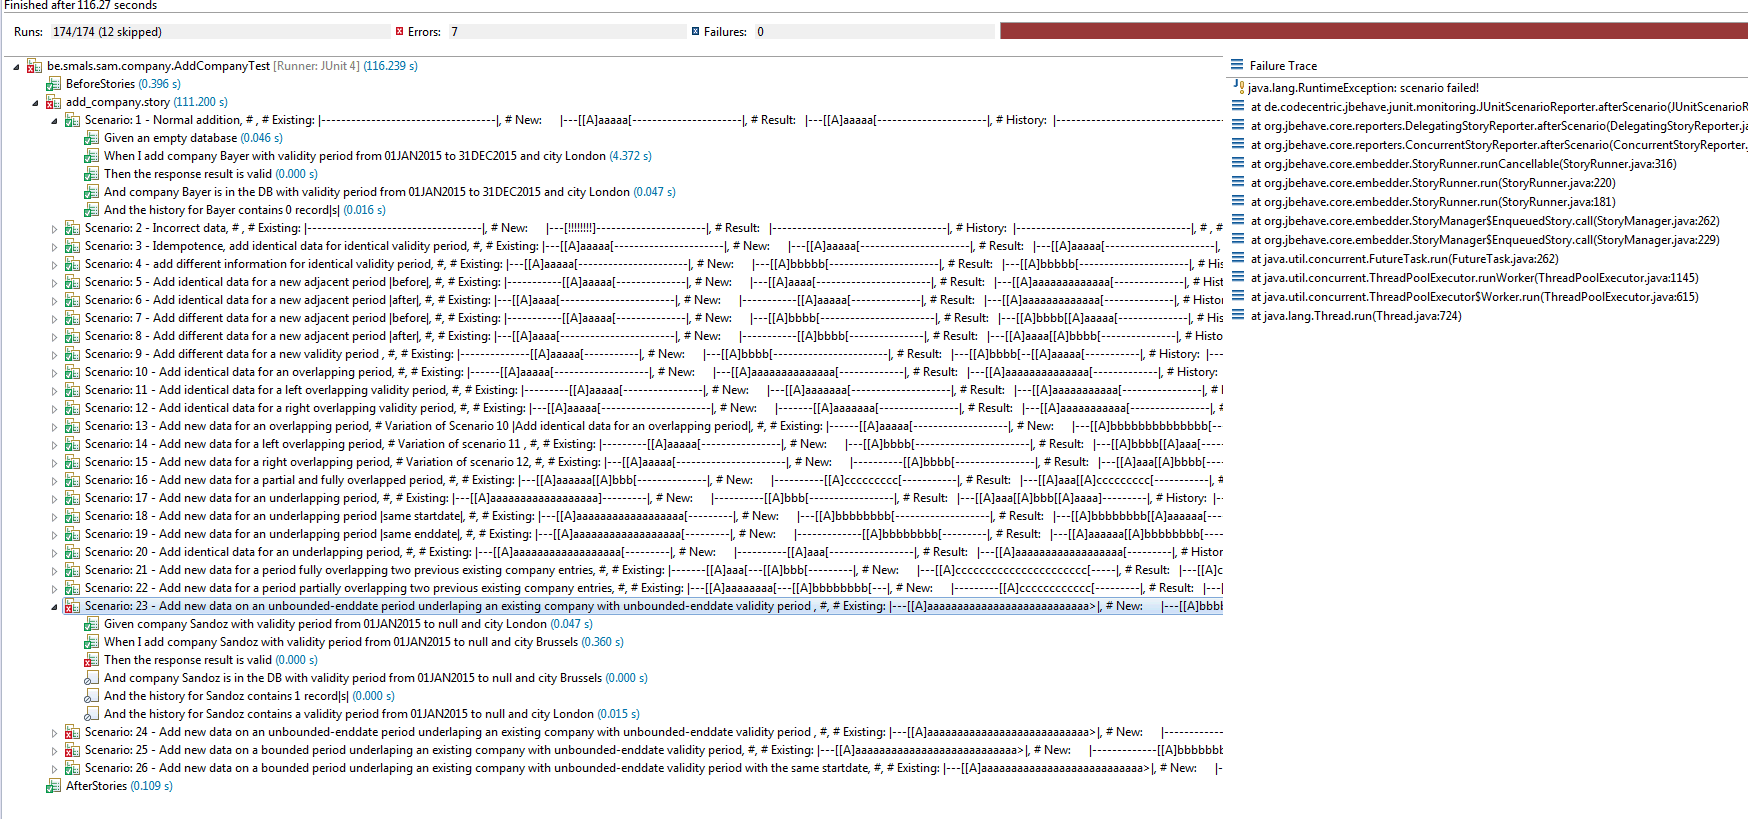 Finished after 116.27 seconds
Runs: 174/174 (12 skipped) Errors: 7 Failures: 0
be.smals.sam.company.AddCompanyTest [Runner: JUnit 4] (116.239 s)
BeforeStories (0.396 s)
add_company.story (111.200 s)
Scenario: 1 - Normal addition, # , # Existing: |-----------------------------------|, # New: |---[[A]aaaaa[----------------------|, # Result: |---[[A]aaaaa[----------------------|, # History: |---------------------------
Given an empty database (0.046 s)
When I add company Bayer with validity period from 01JAN2015 to 31DEC2015 and city London (4.372 s)
Then the response result is valid (0.000 s)
And company Bayer is in the DB with validity period from 01JAN2015 to 31DEC2015 and city London (0.047 s)
And the history for Bayer contains 0 record|s| (0.016 s)
Scenario: 2 - Incorrect data, # , # Existing: |-----------------------------------|, # New: |---[!!!!!!!!!]----------------------|, # Result: |-----------------------------------|, # History: |-----------------------------------|, # , #
Scenario: 3 - Idempotence, add identical data for identical validity period, #, # Existing: |---[[A]aaaaa[----------------------|, # New: |---[[A]aaaaa[----------------------|, # Result: |---[[A]aaaaa[----------------------|,
Scenario: 4 - add different information for identical validity period, #, # Existing: |---[[A]aaaaa[----------------------|, # New: |---[[A]bbbbb[----------------------|, # Result: |---[[A]bbbbb[----------------------|, # His
Scenario: 5 - Add identical data for a new adjacent period |before|, #, # Existing: |----------[[A]aaaaa[-------------|, # New: |---[[A]aaaa[--------------------|, # Result: |---[[A]aaaaaaaaaaaaa[-------------|, # Hist
Scenario: 6 - Add identical data for a new adjacent period |after|, #, # Existing: |---[[A]aaaa[--------------------|, # New: |-----------[[A]aaaaa[-------------|, # Result: |---[[A]aaaaaaaaaaaaa[-------------|, # Histor
Scenario: 7 - Add different data for a new adjacent period |before|, #, # Existing: |----------[[A]aaaaa[-------------|, # New: |---[[A]bbbb[--------------------|, # Result: |---[[A]bbbb[[A]aaaaa[-------------
Scenario: 8 - Add different data for a new adjacent period |after|, #, # Existing: |---[[A]aaaa[--------------------|, # New: |----------[[A]bbbb[--------------|, # Result: |---[[A]aaaa[[A]bbbb[--------------|, # Histo
Scenario: 9 - Add different data for a new validity period , #, # Existing: |------------[[A]aaaaa[------------|, # New: |---[[A]bbbb[-----------------------|, # Result: |---[[A]bbbb[--[[A]aaaaa[------------|, # History: |---
Scenario: 10 - Add identical data for an overlapping period, #, # Existing: |------[[A]aaaaa[------------------|, # New: |---[[A]aaaaaaaaaaaaaa[-------------|, # Result: |---[[A]aaaaaaaaaaaaaa[-------------|, # History:
Scenario: 11 - Add identical data for a left overlapping validity period, #, # Existing: |---------[[A]aaaaa[----------------|, # New: |---[[A]aaaaaa[--------------------|, # Result: |---[[A]aaaaaaaaaaa[----------------|, # H
Scenario: 12 - Add identical data for a right overlapping validity period, #, # Existing: |---[[A]aaaaa[----------------------|, # New: |-------[[A]aaaaaaa[----------------|, # Result: |---[[A]aaaaaaaaaaa[----------------|, #
Scenario: 13 - Add new data for an overlapping period, # Variation of Scenario 10 |Add identical data for an overlapping period|, #, # Existing: |------[[A]aaaaa[------------------|, # New: |---[[A]bbbbbbbbbbbbbb[---
Scenario: 14 - Add new data for a left overlapping period, # Variation of scenario 11 , #, # Existing: |---------[[A]aaaaa[----------------|, # New: |---[[A]bbbb[-----------------------|, # Result: |---[[A]bbbb[[A]aaa[------
Scenario: 15 - Add new data for a right overlapping period, # Variation of scenario 12, #, # Existing: |---[[A]aaaaa[----------------------|, # New: |----------[[A]bbbb[----------------|, # Result: |---[[A]aaa[[A]bbbb[------
Scenario: 16 - Add new data for a partial and fully overlapped period, #, # Existing: |---[[A]aaaaaa[[A]bbb[--------------|, # New: |----------[[A]ccccccccc[-----------|, # Result: |---[[A]aaa[[A]ccccccccc[-----------|,
Scenario: 17 - Add new data for an underlapping period, #, # Existing: |---[[A]aaaaaaaaaaaaaaaaaa]---------|, # New: |----------[[A]bbb[-----------------|, # Result: |---[[A]aaa[[A]bbb[[A]aaaa]---------|, # History: |---
Scenario: 18 - Add new data for an underlapping period |same startdate|, #, # Existing: |---[[A]aaaaaaaaaaaaaaaaaa[---------|, # New: |---[[A]bbbbbbbbb[-------------------|, # Result: |---[[A]bbbbbbbb[[A]aaaaaa[----
Scenario: 19 - Add new data for an underlapping period |same enddate|, #, # Existing: |---[[A]aaaaaaaaaaaaaaaaaa[---------|, # New: |-------------[[A]bbbbbbbbb[---------|, # Result: |---[[A]aaaaaa[[A]bbbbbbbb[----
Scenario: 20 - Add identical data for an underlapping period, #, # Existing: |---[[A]aaaaaaaaaaaaaaaaaa[---------|, # New: |----------[[A]aaa[-----------------|, # Result: |---[[A]aaaaaaaaaaaaaaaaaa[---------|, # Histor
Scenario: 21 - Add new data for a period fully overlapping two previous existing company entries, #, # Existing: |-------[[A]aaa[---[[A]bbb[---------|, # New: |---[[A]cccccccccccccccccccccc[-----|, # Result: |---[[A]c
Scenario: 22 - Add new data for a period partially overlapping two previous existing company entries, #, # Existing: |---[[A]aaaaaaaa[---[[A]bbbbbbbbb[---|, # New: |---------[[A]cccccccccccc[-----------|, # Result: |---
Scenario: 23 - Add new data on an unbounded-enddate period underlaping an existing company with unbounded-enddate validity period , #, # Existing: |---[[A]aaaaaaaaaaaaaaaaaaaaaaaaaaa>|, # New: |---[[A]bbbb
Given company Sandoz with validity period from 01JAN2015 to null and city London (0.047 s)
When I add company Sandoz with validity period from 01JAN2015 to null and city Brussels (0.360 s)
Then the response result is valid (0.000 s)
And company Sandoz is in the DB with validity period from 01JAN2015 to null and city Brussels (0.000 s)
And the history for Sandoz contains 1 record|s| (0.000 s)
And the history for Sandoz contains a validity period from 01JAN2015 to null and city London (0.015 s)
Scenario: 24 - Add new data on an unbounded-enddate period underlaping an existing company with unbounded-enddate validity period , #, # Existing: |---[[A]aaaaaaaaaaaaaaaaaaaaaaaaaaa>|, # New: |------------
Scenario: 25 - Add new data on a bounded period underlaping an existing company with unbounded-enddate validity period, #, # Existing: |---[[A]aaaaaaaaaaaaaaaaaaaaaaaaaaa>|, # New: |-------------[[A]bbbbbbb
Scenario: 26 - Add new data on a bounded period underlaping an existing company with unbounded-enddate validity period with the same startdate, #, # Existing: |---[[A]aaaaaaaaaaaaaaaaaaaaaaaaaaa>|, # New: |-
AfterStories (0.109 s)
Failure Trace
java.lang.RuntimeException: scenario failed!
at de.codecentric.jbehave.junit.monitoring.JUnitScenarioReporter.afterScenario(JUnitScenarioR
at org.jbehave.core.reporters.DelegatingStoryReporter.afterScenario(DelegatingStoryReporter.ja
at org.jbehave.core.reporters.ConcurrentStoryReporter.afterScenario(ConcurrentStoryReporter.
at org.jbehave.core.embedder.StoryRunner.runCancellable(StoryRunner.java:316)
at org.jbehave.core.embedder.StoryRunner.run(StoryRunner.java:220)
at org.jbehave.core.embedder.StoryRunner.run(StoryRunner.java:181)
at org.jbehave.core.embedder.StoryManager$EnqueuedStory.call(StoryManager.java:262)
at org.jbehave.core.embedder.StoryManager$EnqueuedStory.call(StoryManager.java:229)
at java.util.concurrent.FutureTask.run(FutureTask.java:262)
at java.util.concurrent.ThreadPoolExecutor.runWorker(ThreadPoolExecutor.java:1145)
at java.util.concurrent.ThreadPoolExecutor$Worker.run(ThreadPoolExecutor.java:615)
at java.lang.Thread.run(Thread.java:724)